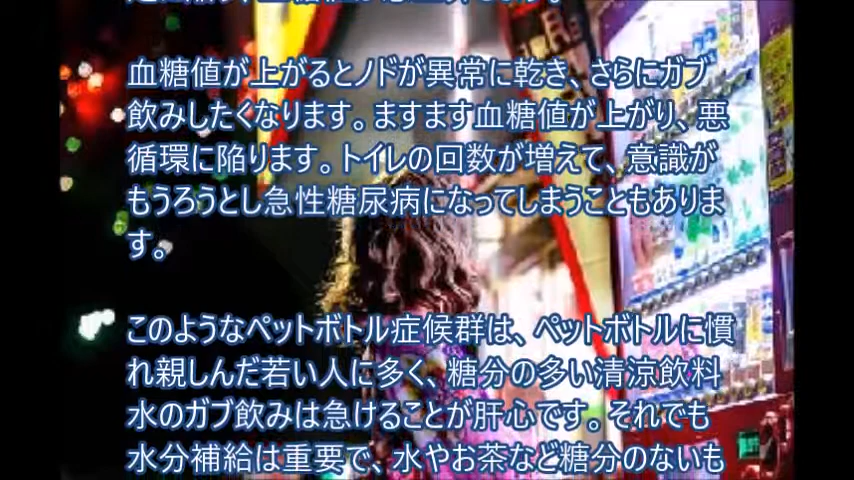 血糖値が上がるとノドが異常に乾き、さらにガブ
飲みしたくなります。ますます血糖値が上がり、悪
循環に陥ります。トイレの回数が増えて、意識が
もうろうとし急性糖尿病になってしまうこともありま
す。
このようなペットボトル症候群は、ペットボトルに慣
れ親しんだ若い人に多く、糖分の多い清涼飲料
水のガブ飲みは急けることが肝心です。それでも
水分補給は重要で、水やお茶など糖分のないも